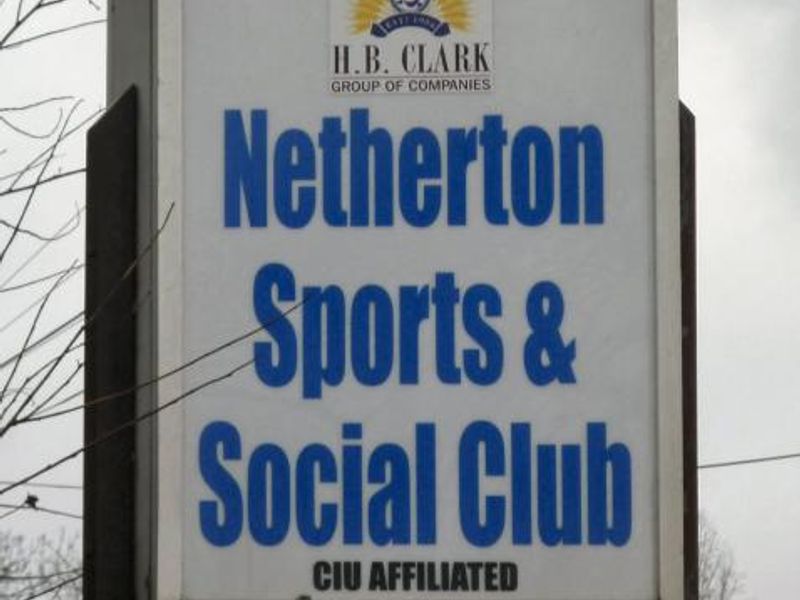 H.B. CLARK
GROUP OF COMPANIES
Netherton
Sports &
Social Club
CIU AFFILIATED